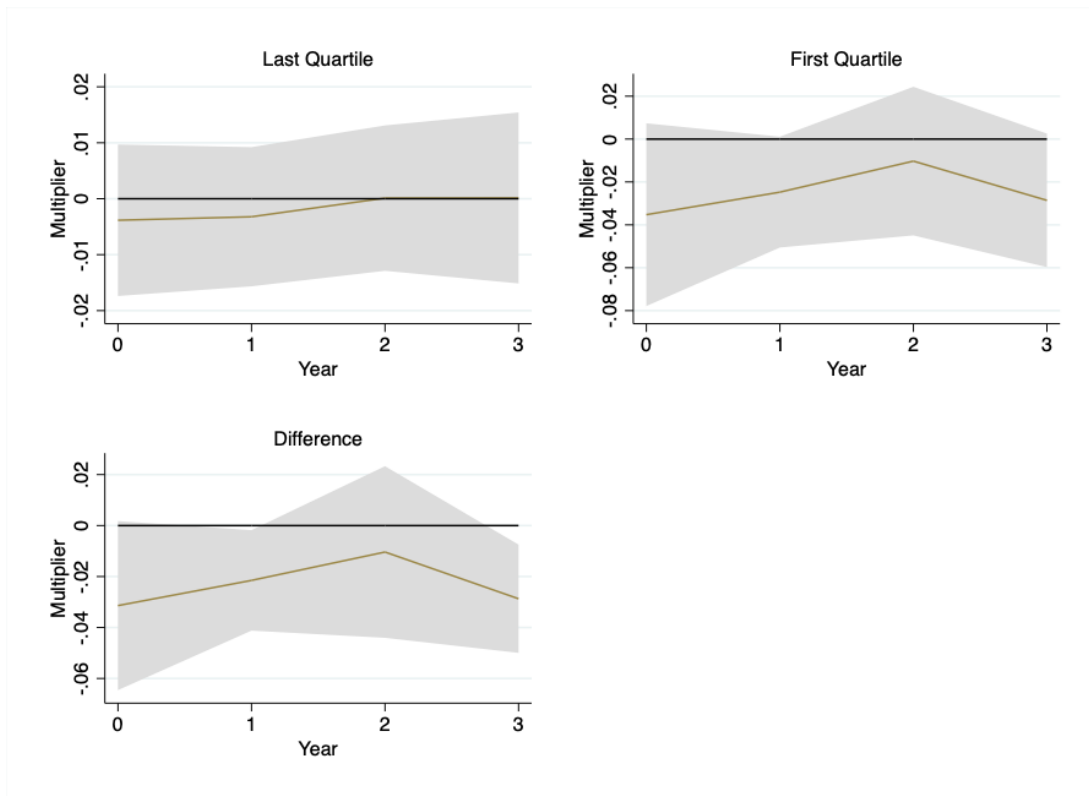 Last Quartile
.02
.01
0
-.01
-.02
Multiplier
0 1 2 3
Year
First Quartile
.02
0
-.02
-.04
-.06
-.08
Multiplier
0 1 2 3
Year
Difference
.02
0
-.02
-.04
-.06
Multiplier
0 1 2 3
Year